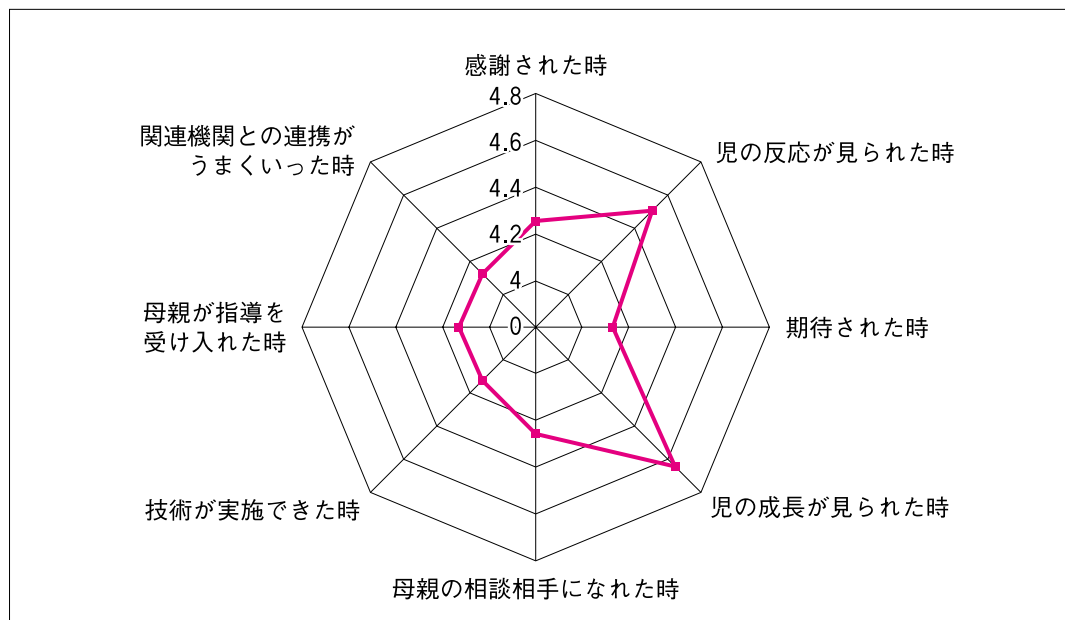 感謝された時
4.8
4.6
4.4
4.2
4
0
関連機関との連携が
うまくいった時
児の反応が見られた時
母親が指導を
受け入れた時
期待された時
技術が実施できた時
児の成長が見られた時
母親の相談相手になれた時